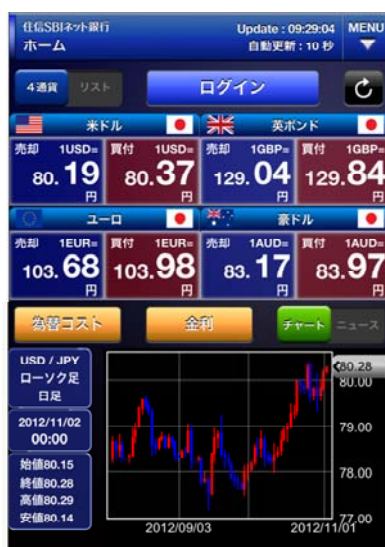 住信SBIネット銀行
Update : 09:29:04
MENU
ホーム
自動更新 : 10 秒
4通貨
リスト
ログイン
米ドル
英ポンド
売却 1USD=
買付 1USD=
売却 1GBP=
買付 1GBP=
80.19
80.37
129.04
129.84
円
円
円
円
ユーロ
豪ドル
売却 1EUR=
買付 1EUR=
売却 1AUD=
買付 1AUD=
103.68
103.98
83.17
83.97
円
円
円
円
為替コスト
金利
チャート
ニュース
USD / JPY
ローソク足
日足
2012/11/02
00:00
始値80.15
終値80.28
高値80.29
安値80.14
80.28
80.00
79.00
78.00
77.00
2012/09/03
2012/11/01